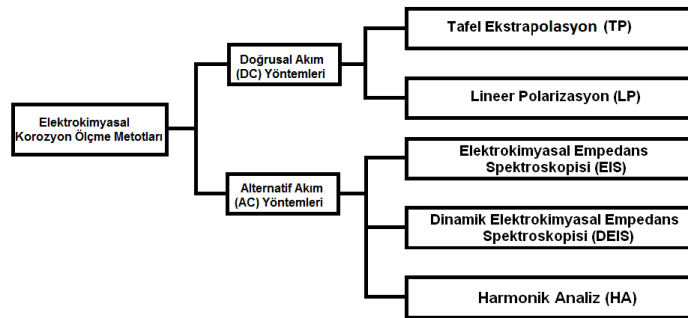 Elektrokimyasal
Korozyon Ölçme Metotları
Doğrusal Akım
(DC) Yöntemleri
Tafel Ekstrapolasyon (TP)
Lineer Polarizasyon (LP)
Alternatif Akım
(AC) Yöntemleri
Elektrokimyasal Empedans
Spektroskopisi (EIS)
Dinamik Elektrokimyasal Empedans
Spektroskopisi (DEIS)
Harmonik Analiz (HA)